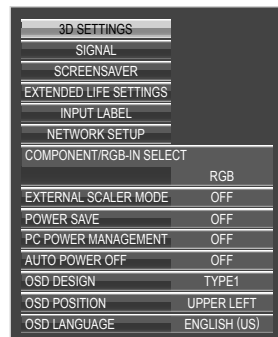 3D SETTINGS
SIGNAL
SCREENSAVER
EXTENDED LIFE SETTINGS
INPUT LABEL
NETWORK SETUP
COMPONENT/RGB-IN SELECT
RGB
EXTERNAL SCALER MODE OFF
POWER SAVE OFF
PC POWER MANAGEMENT OFF
AUTO POWER OFF OFF
OSD DESIGN TYPE1
OSD POSITION UPPER LEFT
OSD LANGUAGE ENGLISH (US)